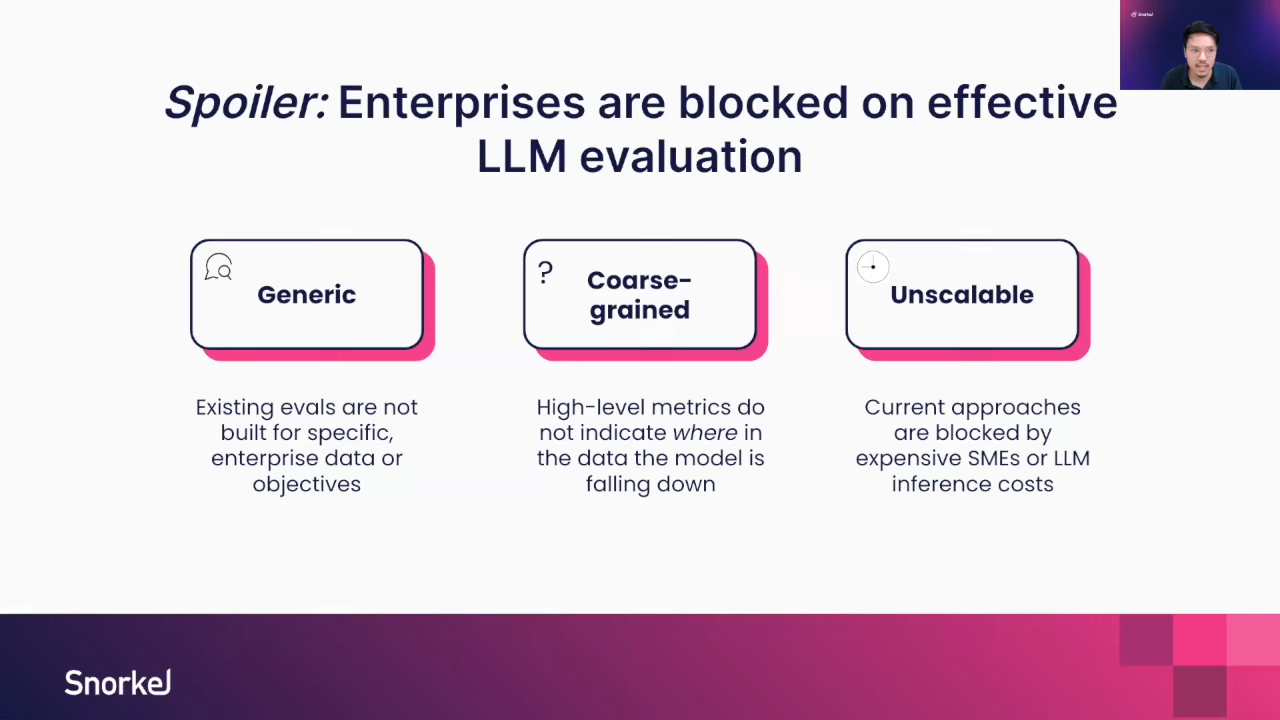 Snorkel
Spoiler: Enterprises are blocked on effective
LLM evaluation
Generic
?
Coarse-
grained
Unscalable
Existing evals are not
built for specific,
enterprise data or
objectives
High-level metrics do
not indicate where in
the data the model is
falling down
Current approaches
are blocked by
expensive SMEs or LLM
inference costs
Snorkel